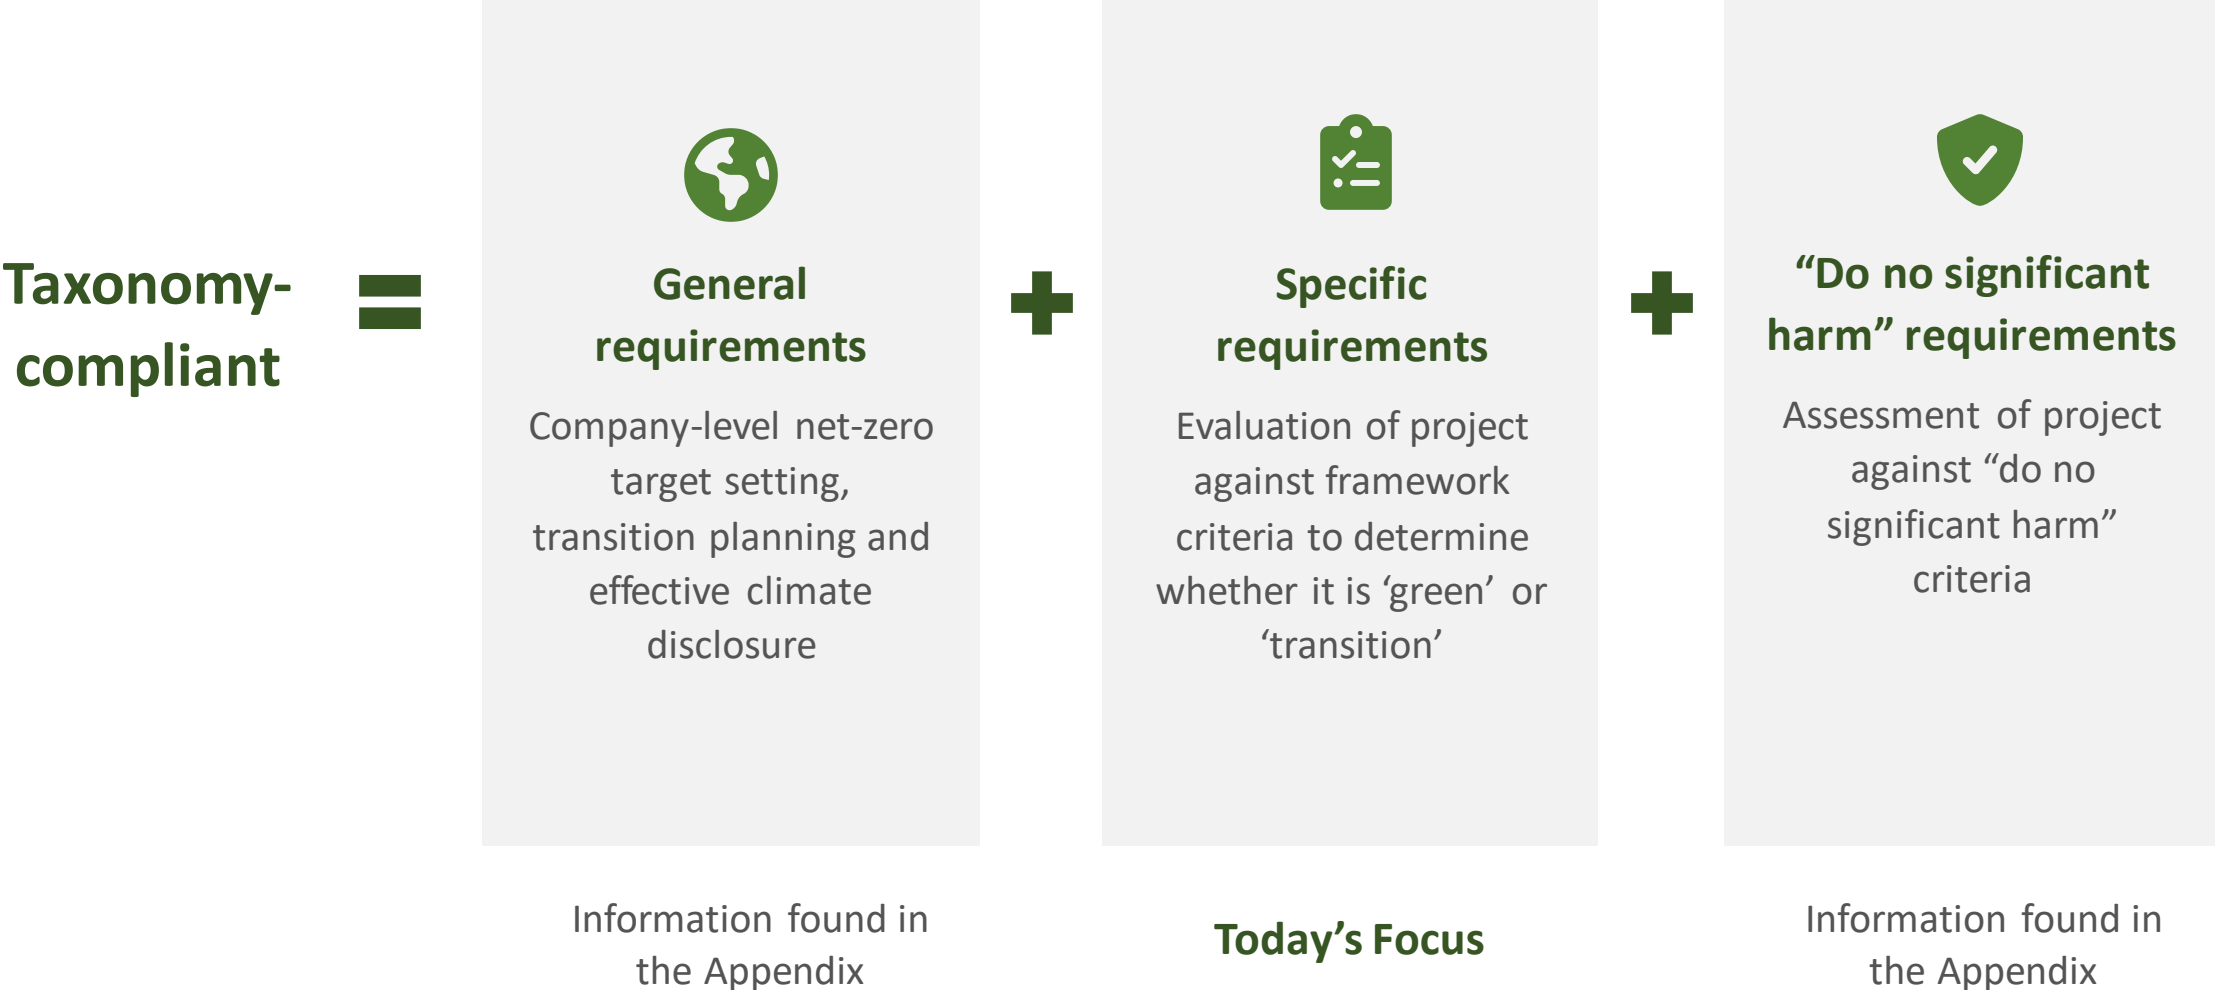 Taxonomy-
compliant
General
requirements
Company-level net-zero
target setting,
transition planning and
effective climate
disclosure
Information found in
the Appendix
Specific
requirements
Evaluation of project
against framework
criteria to determine
whether it is ‘green’ or
‘transition’
Today’s Focus
“Do no significant
harm” requirements
Assessment of project
against “do no
significant harm”
criteria
Information found in
the Appendix